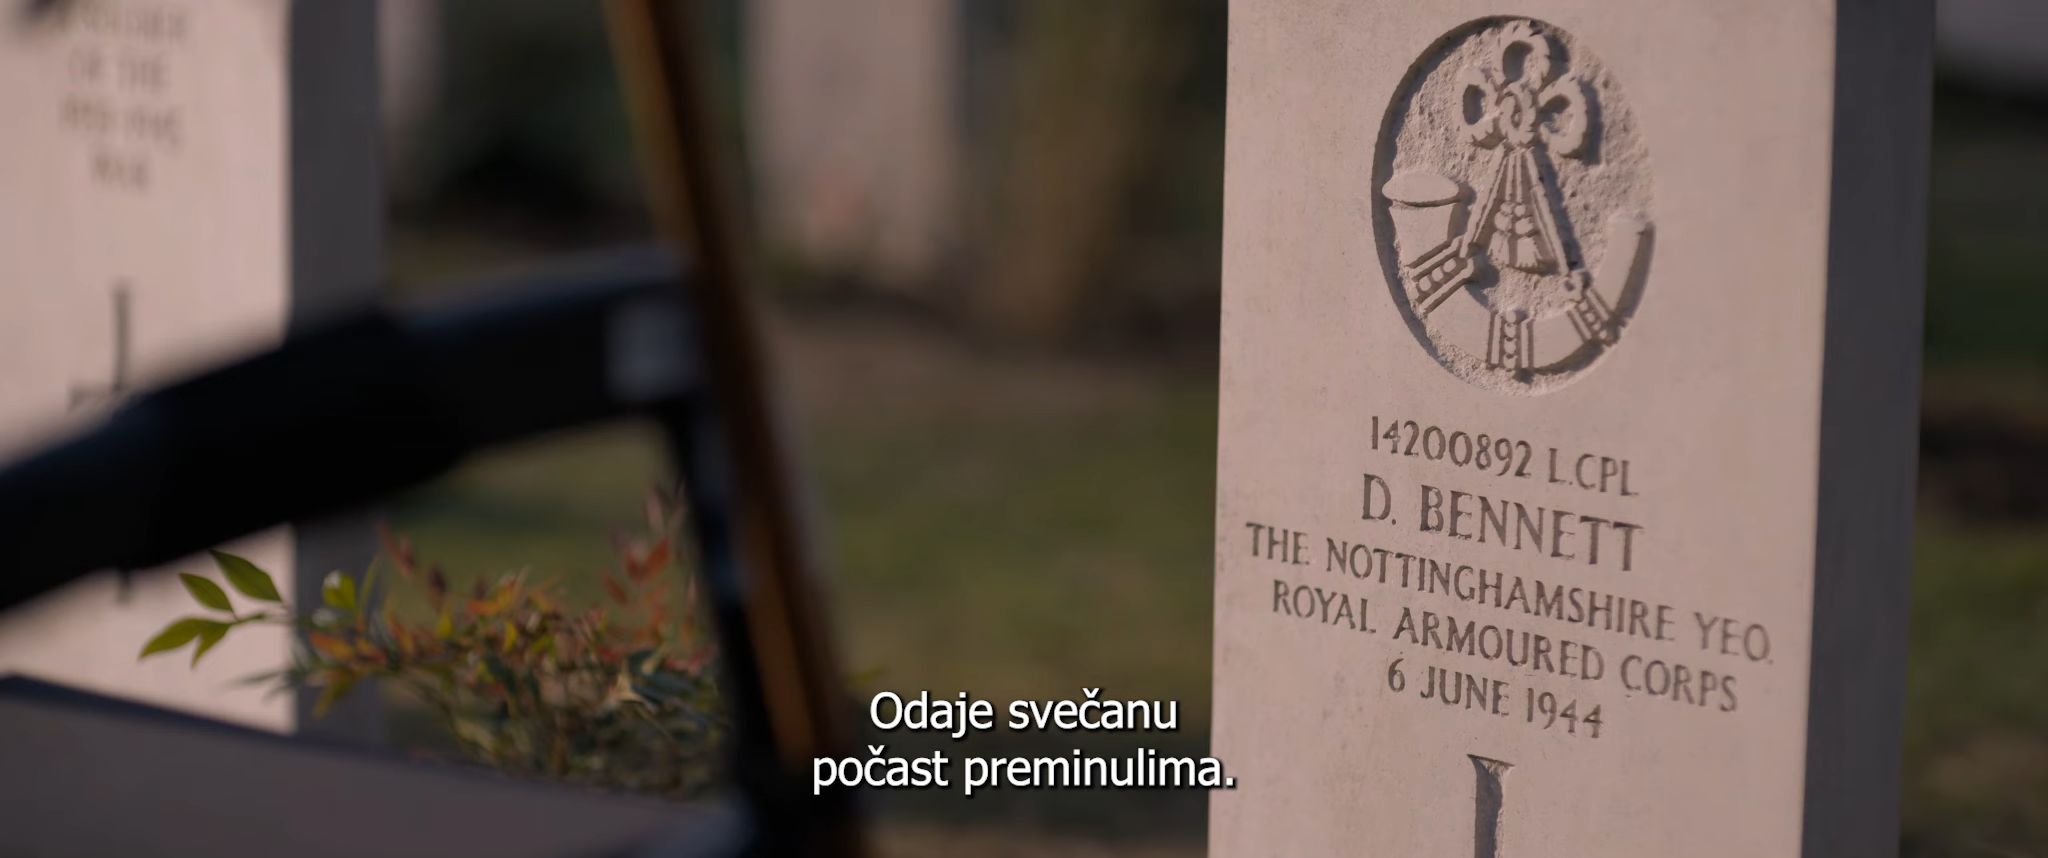 14200892 L.CPL
D. BENNETT
THE NOTTINGHAMSHIRE YEO.
ROYAL ARMOURED CORPS
6 JUNE 1944
Odaje svečanu
počast preminulima.